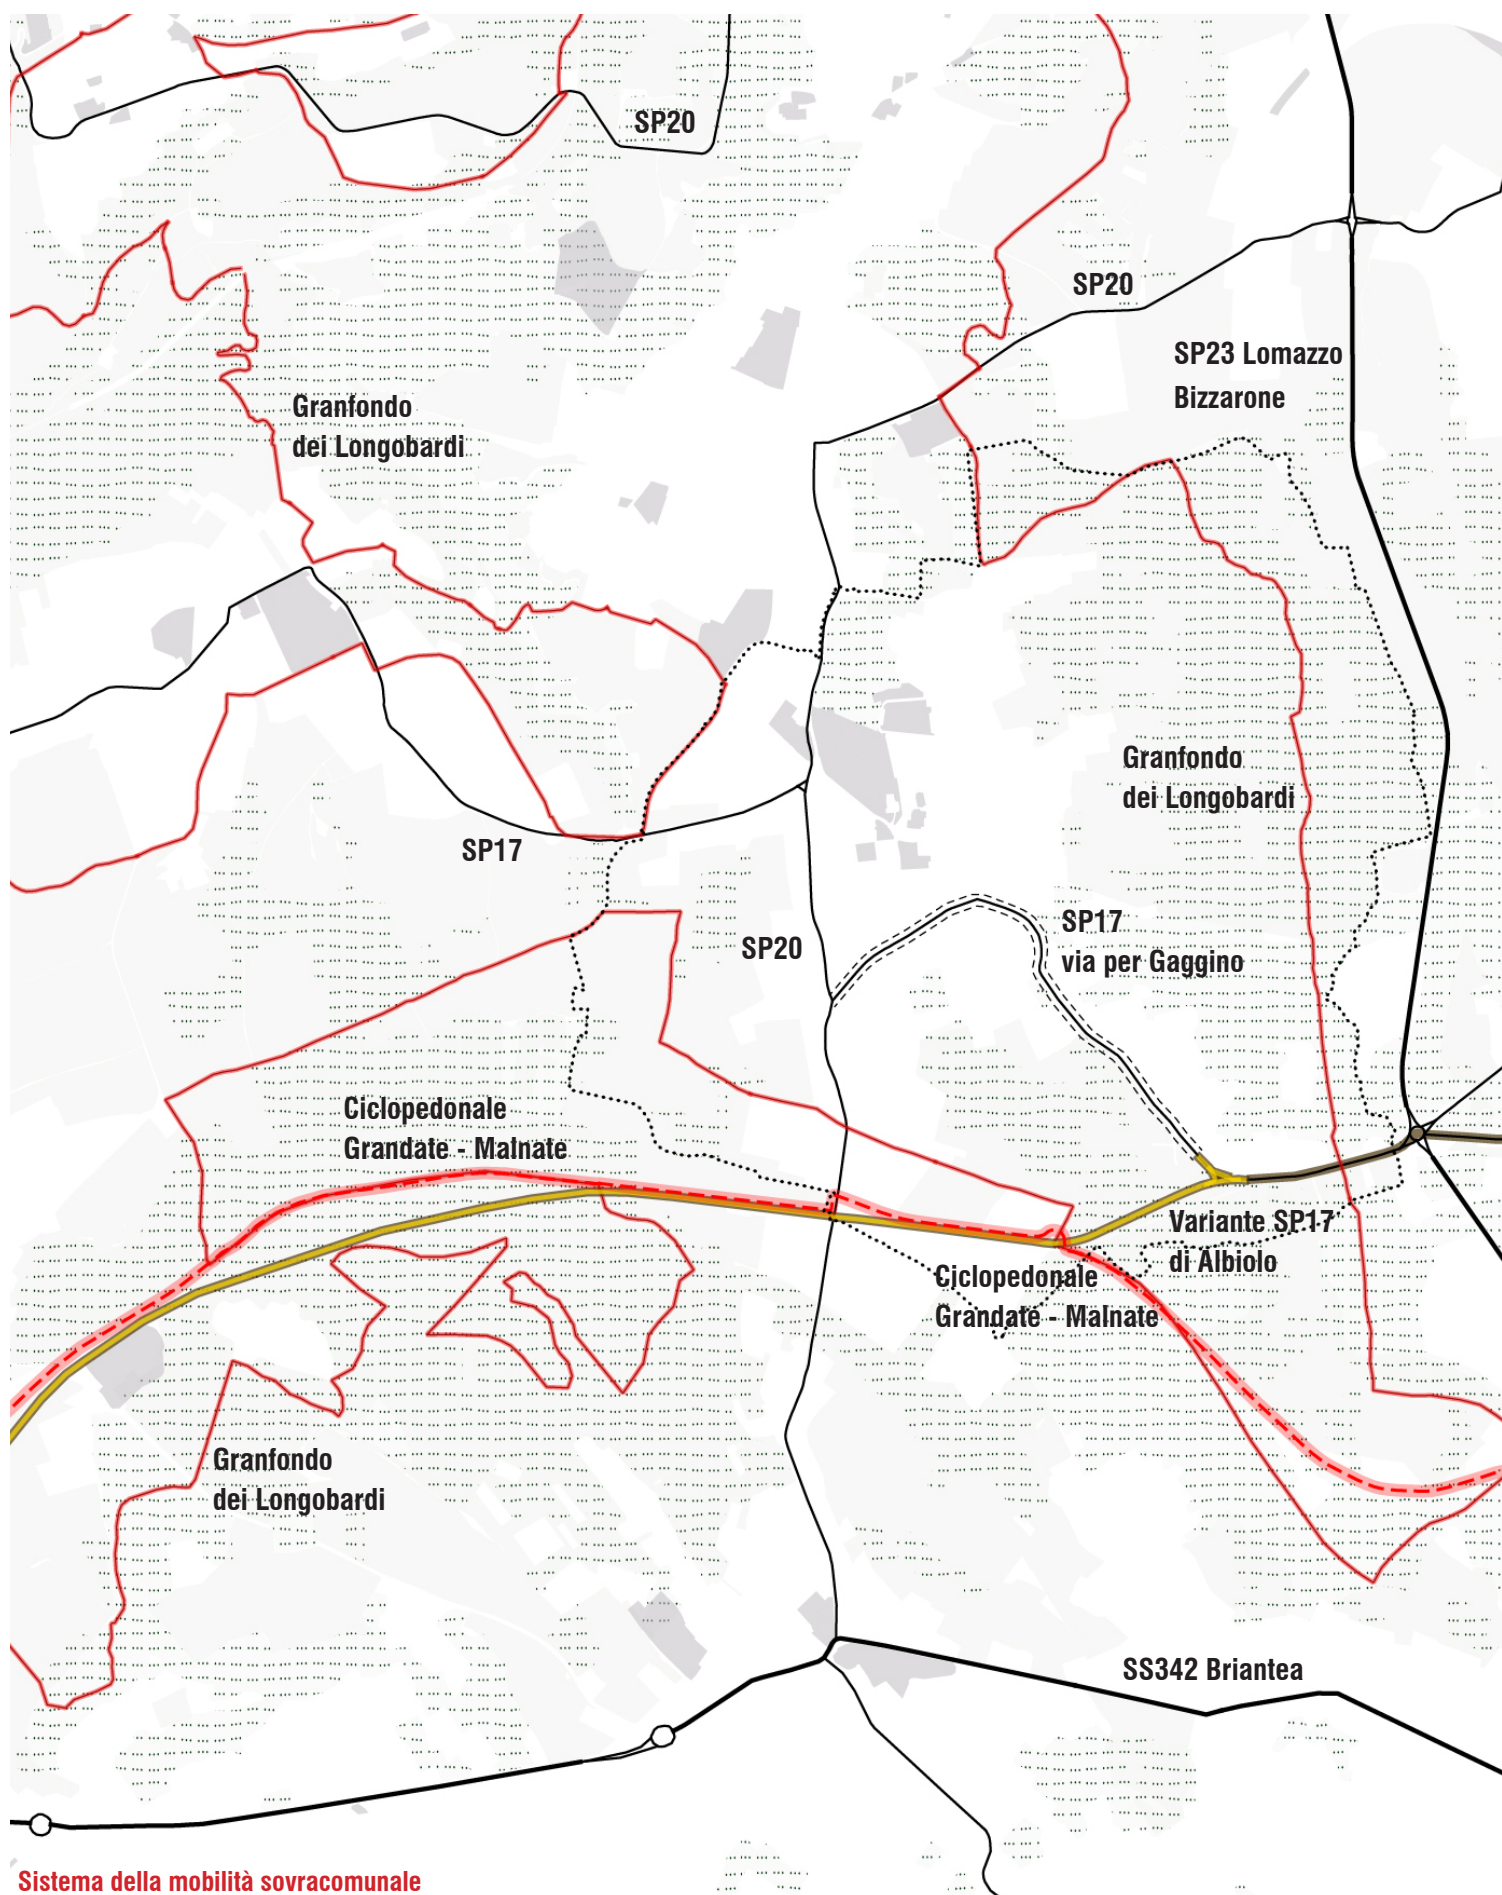 SP20
SP20
SP23 Lomazzo
Bizzarone
Granfondo
dei Longobardi
Granfondo
dei Longobardi
SP17
SP20
SP17
via per Gaggino
Ciclopedonale
Grandate - Malnate
Variante SP17
di Albiolo
Ciclopedonale
Grandate - Malnate
Granfondo
dei Longobardi
SS342 Briantea
Sistema della mobilità sovracomunale